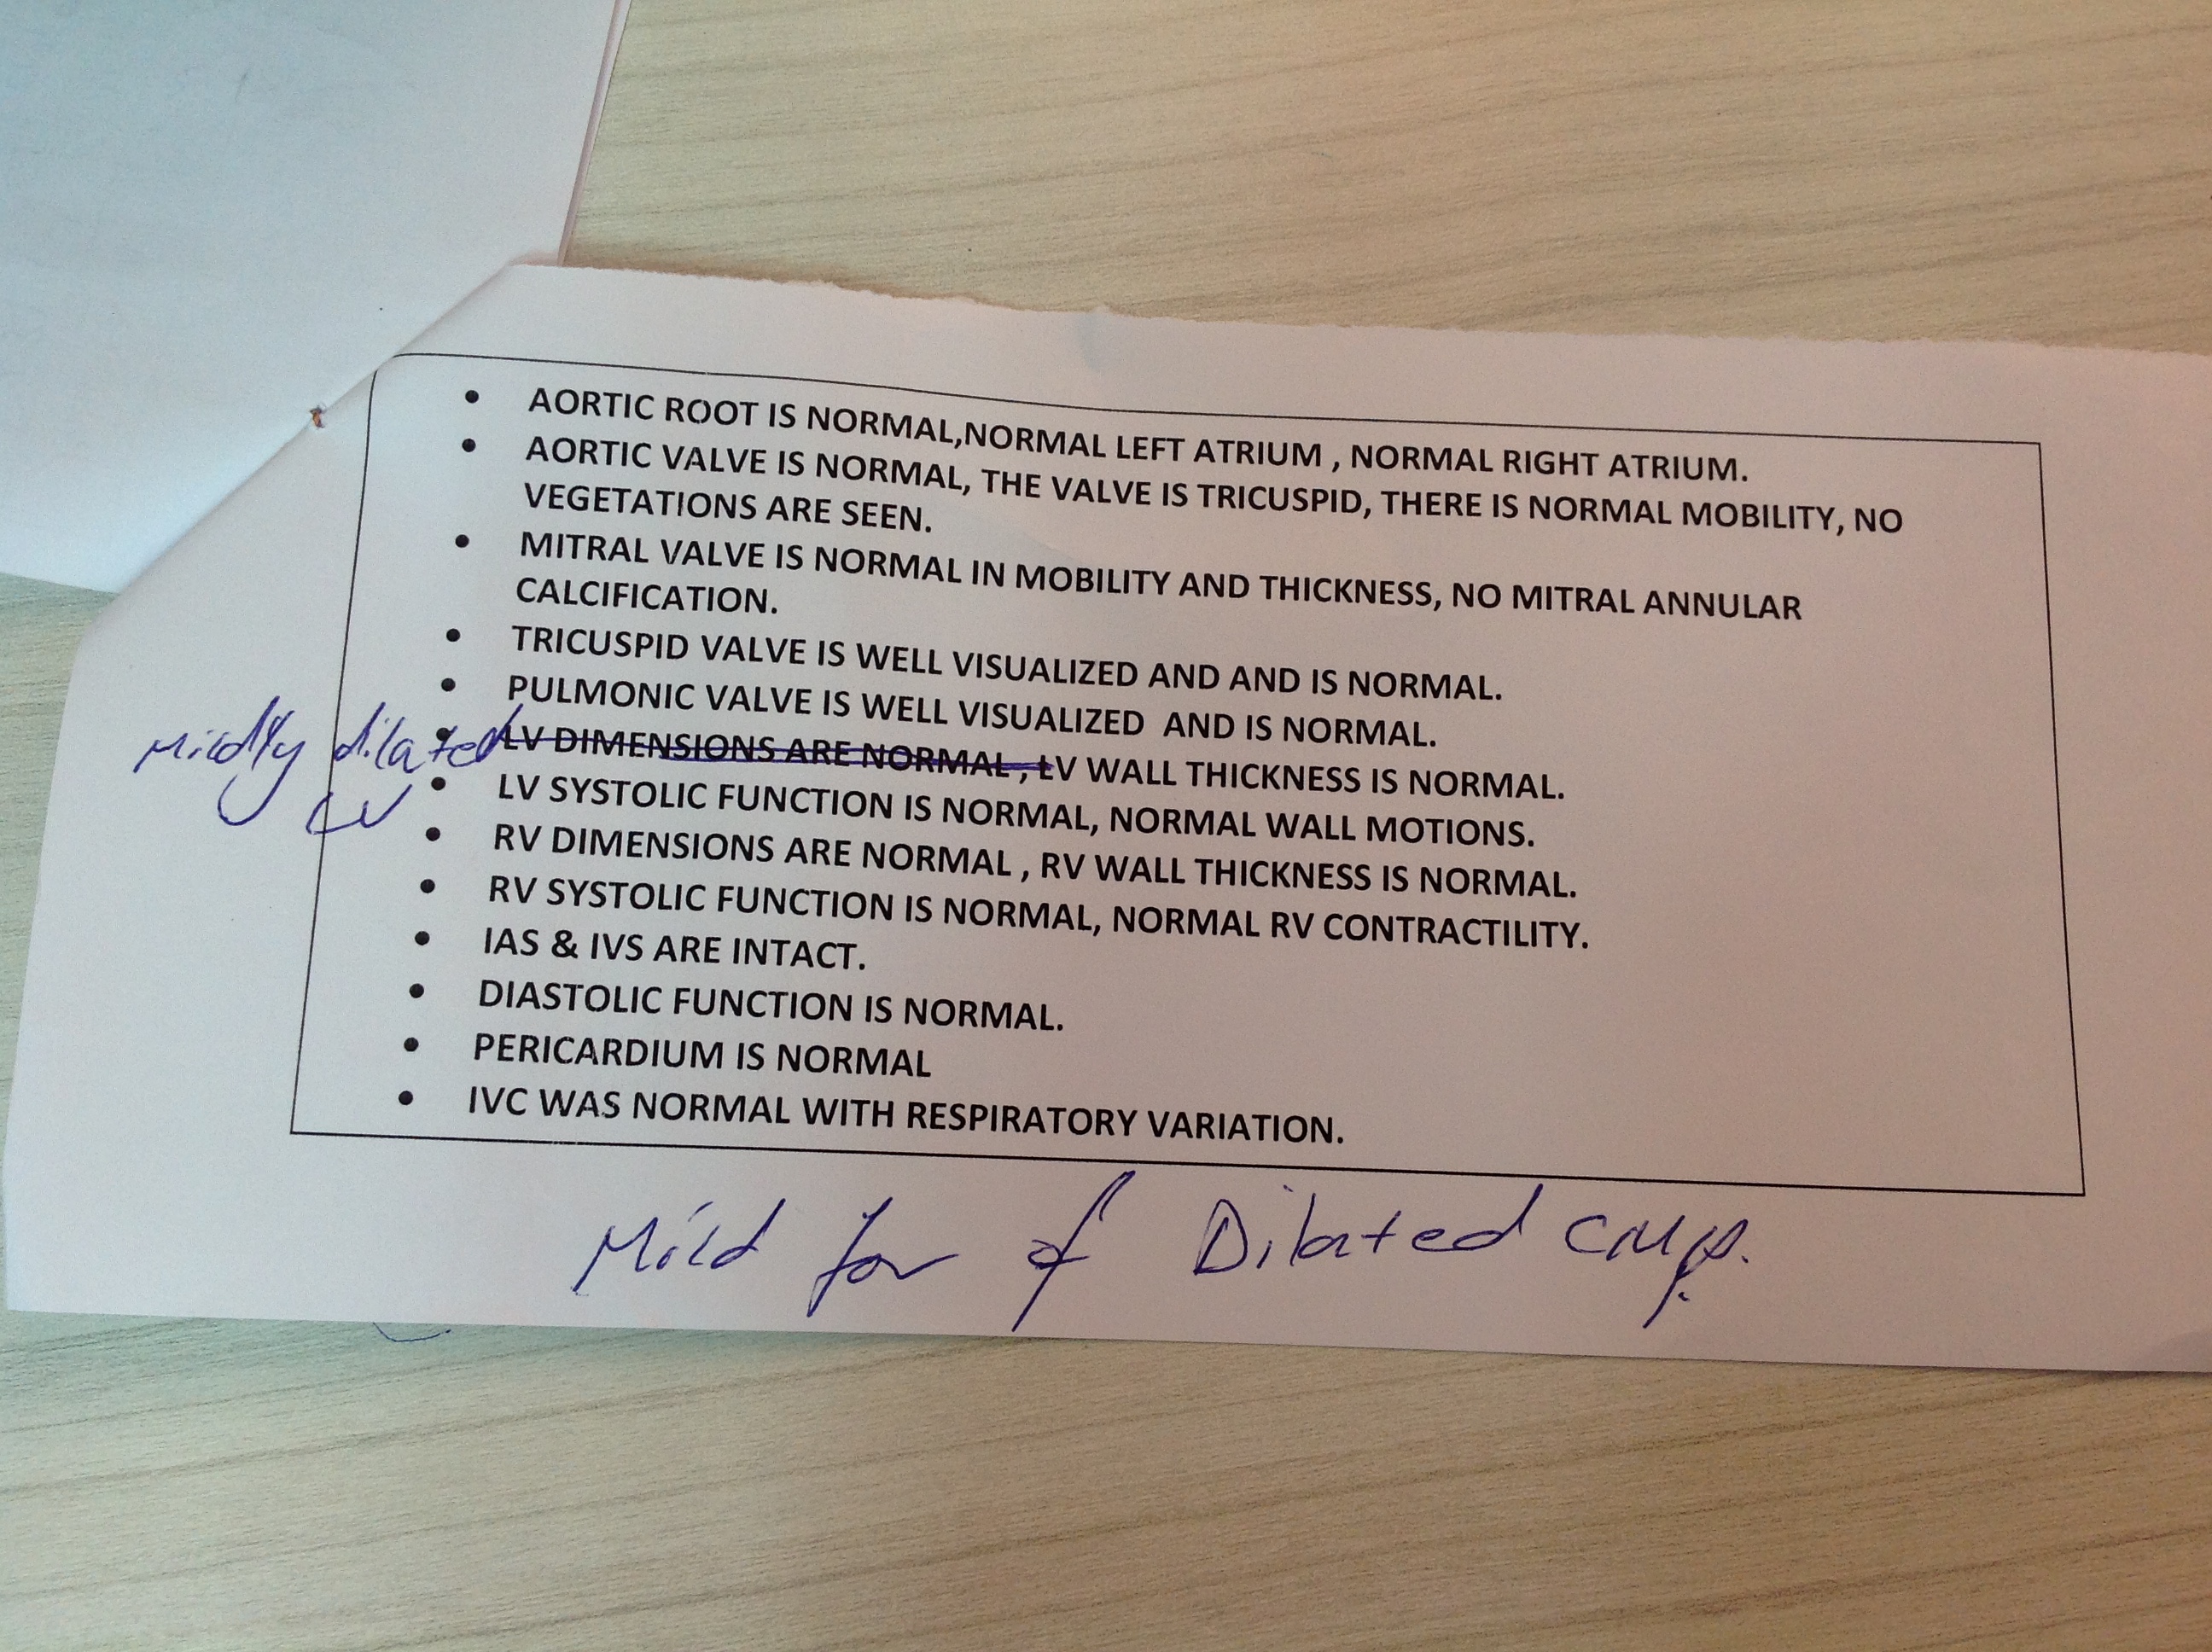 • AORTIC ROOT IS NORMAL,NORMAL LEFT ATRIUM , NORMAL RIGHT ATRIUM.
• AORTIC VALVE IS NORMAL, THE VALVE IS TRICUSPID, THERE IS NORMAL MOBILITY, NO
VEGETATIONS ARE SEEN.
• MITRAL VALVE IS NORMAL IN MOBILITY AND THICKNESS, NO MITRAL ANNULAR
CALCIFICATION.
• TRICUSPID VALVE IS WELL VISUALIZED AND AND IS NORMAL.
• PULMONIC VALVE IS WELL VISUALIZED AND IS NORMAL.
mildly dilated
LV
• LV DIMENSIONS ARE NORMAL , LV WALL THICKNESS IS NORMAL.
• LV SYSTOLIC FUNCTION IS NORMAL, NORMAL WALL MOTIONS.
• RV DIMENSIONS ARE NORMAL , RV WALL THICKNESS IS NORMAL.
• RV SYSTOLIC FUNCTION IS NORMAL, NORMAL RV CONTRACTILITY.
• IAS & IVS ARE INTACT.
• DIASTOLIC FUNCTION IS NORMAL.
• PERICARDIUM IS NORMAL
• IVC WAS NORMAL WITH RESPIRATORY VARIATION.
Mild for of Dilated CMP.